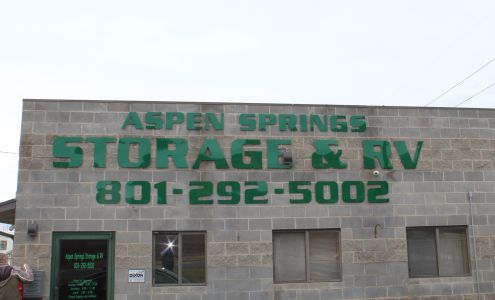 ASPEN SPRINGS
STORAGE & RV
801-292-5002
Aspen Springs Storage & RV
801-292-5002